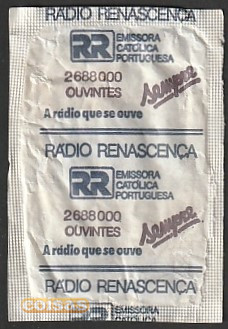 RÁDIO RENASCENÇA
RR EMISSORA
CATÓLICA
PORTUGUESA
2688000
OUVINTES
sempre
A rádio que se ouve
RÁDIO RENASCENÇA
RR EMISSORA
CATÓLICA
PORTUGUESA
2688000
OUVINTES
sempre
A rádio que se ouve
RÁDIO RENASCENÇA
coisas
EMISSORA
CATÓLICA